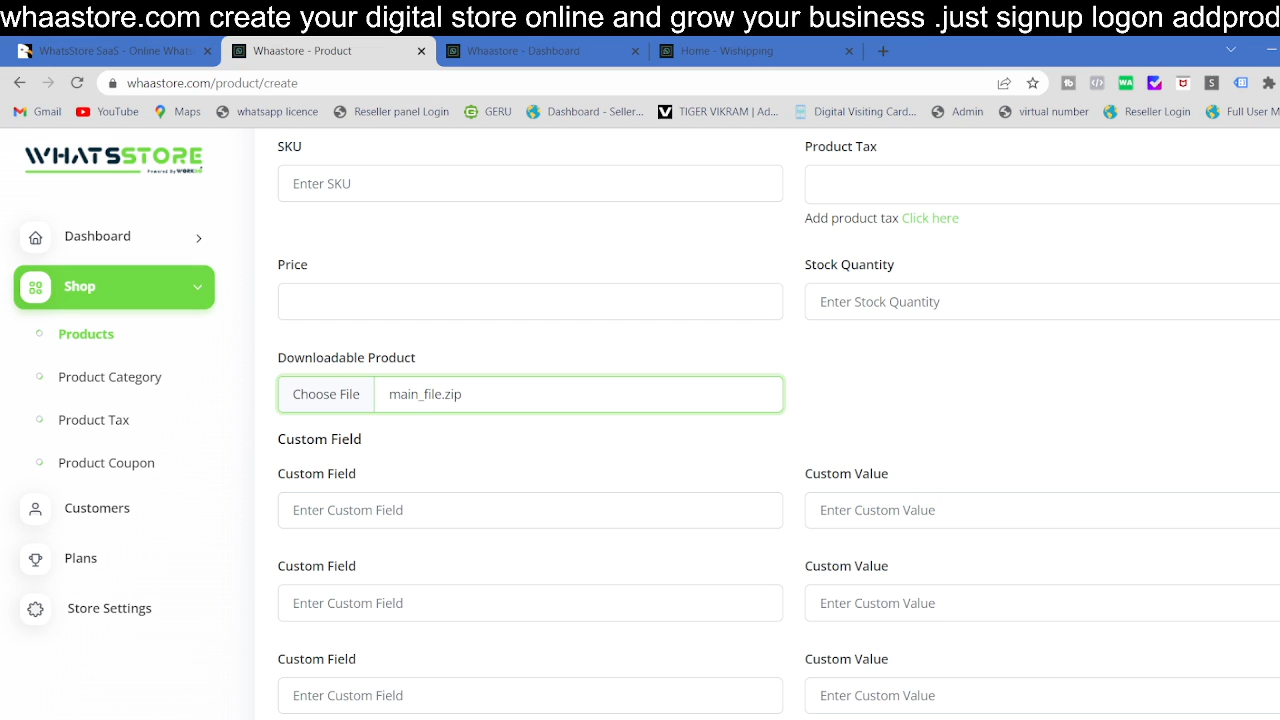 whaastore.com create your digital store online and grow your business .just signup logon addprod
WhatsStore SaaS - Online Whats
Whaastore - Product
Whaastore - Dashboard
Home - Wishipping
whaastore.com/product/create
Gmail YouTube Maps whatsapp licence Reseller panel Login GERU Dashboard - Seller... TIGER VIKRAM | Ad... Digital Visiting Card... Admin virtual number Reseller Login Full User M
WHATSSTORE
Powered By WORKDO
Dashboard
Shop
Products
Product Category
Product Tax
Product Coupon
Customers
Plans
Store Settings
SKU
Enter SKU
Product Tax
Add product tax Click here
Price
Stock Quantity
Enter Stock Quantity
Downloadable Product
Choose File main_file.zip
Custom Field
Custom Field Custom Value
Enter Custom Field Enter Custom Value
Custom Field Custom Value
Enter Custom Field Enter Custom Value
Custom Field Custom Value
Enter Custom Field Enter Custom Value